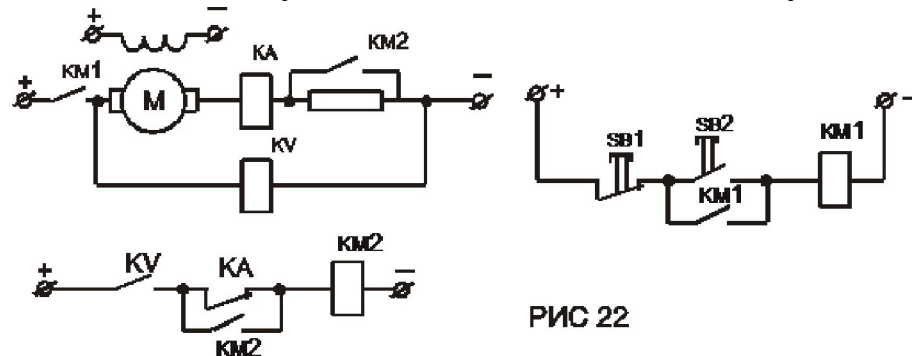 + −
KA KM2
+ KM1 M −
KV
+ −
SB1 SB2 KM1
KM1
+ KV KA KM2 −
KM2
РИС 22